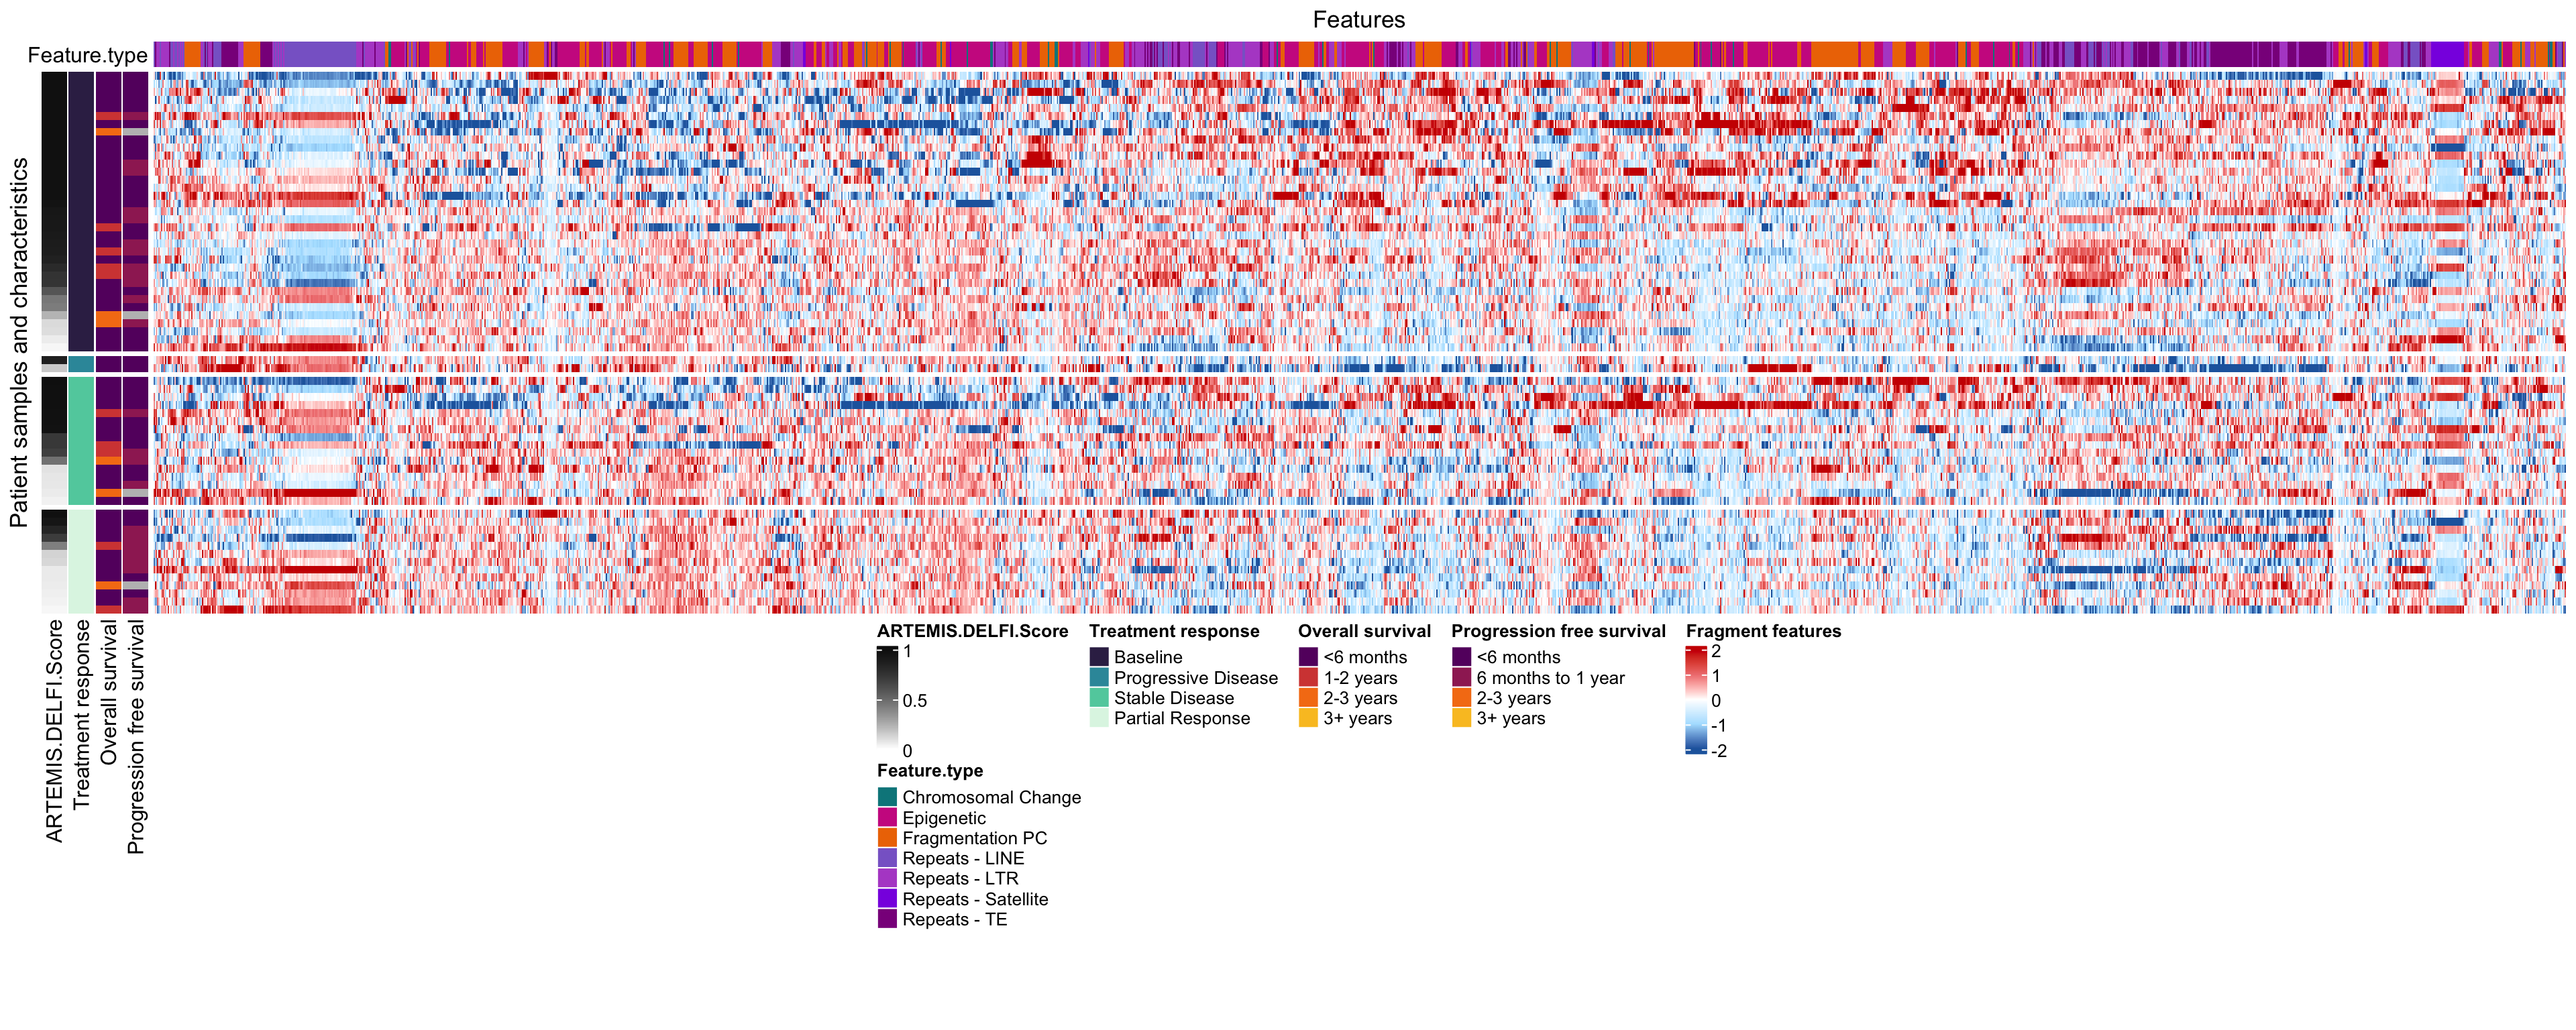 Features
Feature.type
Patient samples and characteristics
ARTEMIS.DELFI.Score
Treatment response
Overall survival
Progression free survival
ARTEMIS.DELFI.Score
1
0.5
0
Treatment response
Baseline
Progressive Disease
Stable Disease
Partial Response
Overall survival
<6 months
1-2 years
2-3 years
3+ years
Progression free survival
<6 months
6 months to 1 year
2-3 years
3+ years
Fragment features
2
1
0
-1
-2
Feature.type
Chromosomal Change
Epigenetic
Fragmentation PC
Repeats - LINE
Repeats - LTR
Repeats - Satellite
Repeats - TE